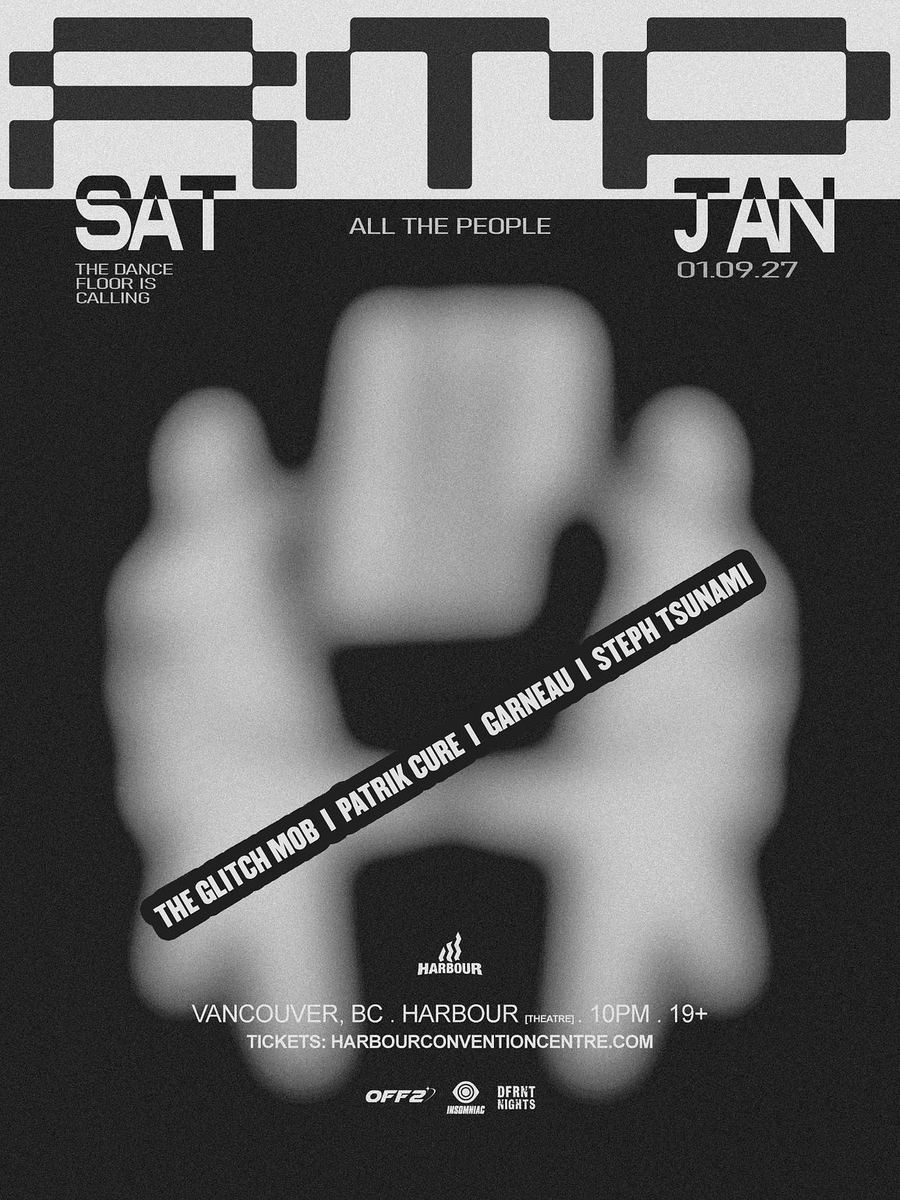 ATP
SAT
ALL THE PEOPLE
JAN
THE DANCE
FLOOR IS
CALLING
01.09.27
THE GLITCH MOB I PATRIK CURE I GARNEAU I STEPH TSUNAMI
HARBOUR
VANCOUVER, BC . HARBOUR [THEATRE] . 10PM . 19+
TICKETS: HARBOURCONVENTIONCENTRE.COM
OFF2
INSOMNIAC
DFRNT
NIGHTS